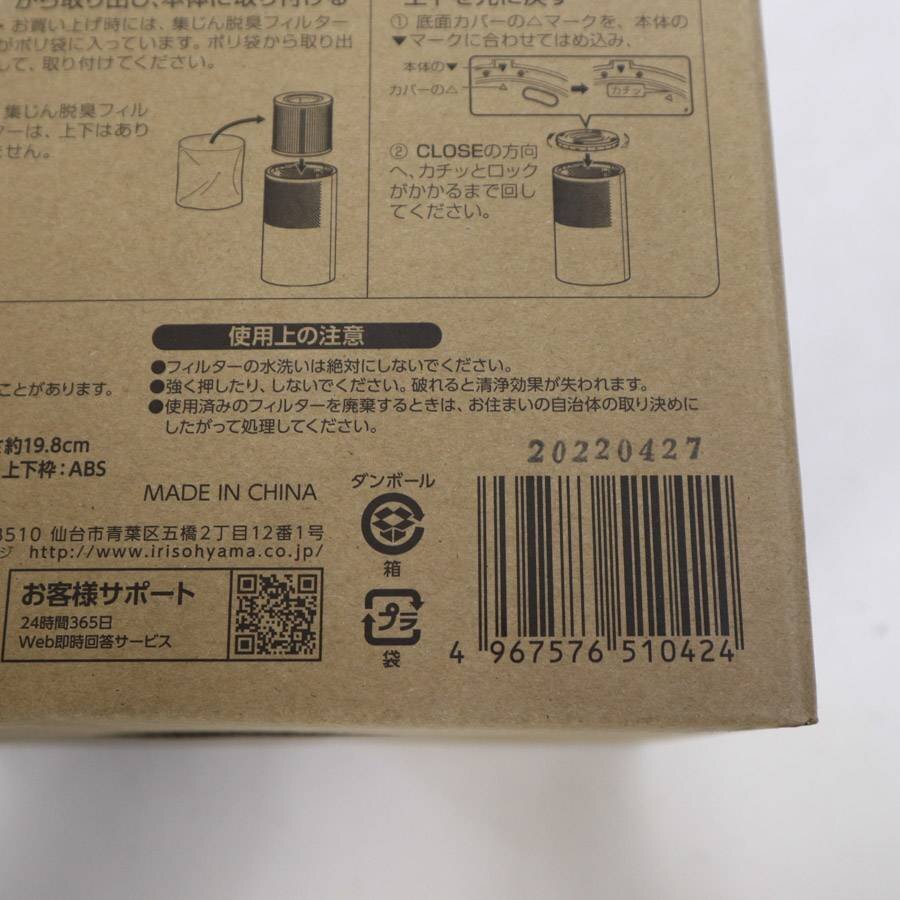 から取り出し、本体に取り付ける
・お買い上げ時には、集じん脱臭フィルター
がポリ袋に入っています。ポリ袋から取り出
して、取り付けてください。
集じん脱臭フィル
ターは、上下はあり
ません。
上下を元に戻す
① 底面カバーの△マークを、本体の
▼マークに合わせてはめ込み、
本体の▼
カバーの△
カチッ
② CLOSEの方向
へ、カチッとロック
がかかるまで回し
てください。
使用上の注意
●フィルターの水洗いは絶対にしないでください。
●強く押したり、しないでください。破れると清浄効果が失われます。
●使用済みのフィルターを廃棄するときは、お住まいの自治体の取り決めに
したがって処理してください。
ことがあります。
さ約19.8cm
上下枠：ABS
MADE IN CHINA
20220427
ダンボール
箱
プラ
袋
8510 仙台市青葉区五橋2丁目12番1号
ジ http://www.irisohyama.co.jp/
お客様サポート
24時間365日
Web即時回答サービス
4 967576 510424